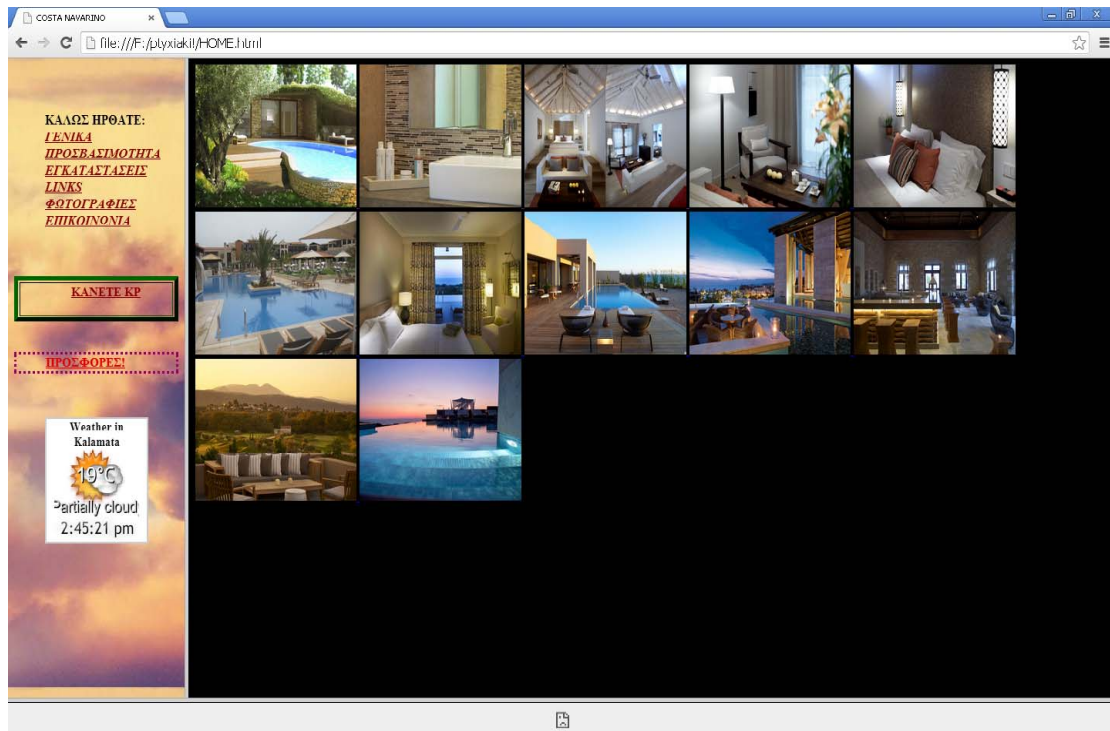 COSTA NAVARINO
file:///F:/ptyxiaki!/HOME.html
ΚΑΛΩΣ ΗΡΘΑΤΕ:
ΓΕΝΙΚΑ
ΠΡΟΣΒΑΣΙΜΟΤΗΤΑ
ΕΓΚΑΤΑΣΤΑΣΕΙΣ
LINKS
ΦΩΤΟΓΡΑΦΙΕΣ
ΕΠΙΚΟΙΝΩΝΙΑ
ΚΑΝΕΤΕ ΚΡ
ΠΡΟΣΦΟΡΕΣ!
Weather in
Kalamata
19°C
Partially cloud
2:45:21 pm